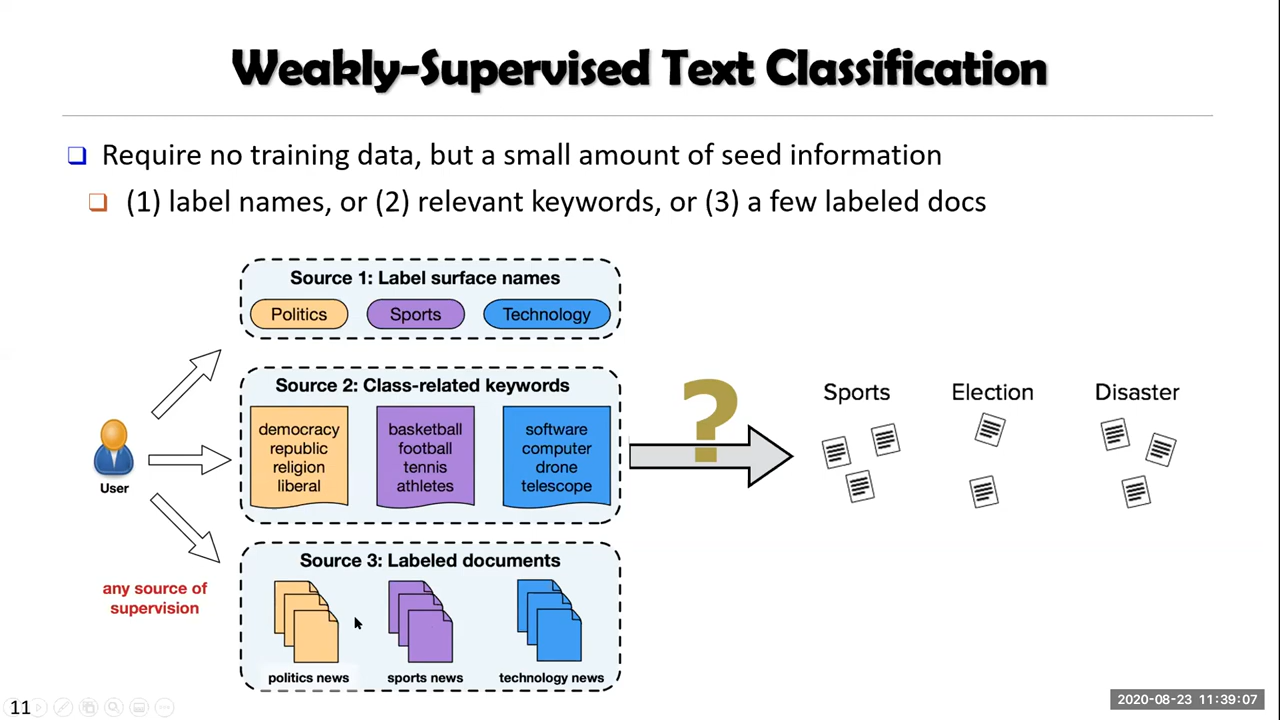 Weakly-Supervised Text Classification
Require no training data, but a small amount of seed information
(1) label names, or (2) relevant keywords, or (3) a few labeled docs
Source 1: Label surface names
Politics
Sports
Technology
Source 2: Class-related keywords
democracy
republic
religion
liberal
basketball
football
tennis
athletes
software
computer
drone
telescope
User
any source of
supervision
Source 3: Labeled documents
politics news
sports news
technology news
?
Sports
Election
Disaster
11
2020-08-23 11:39:07